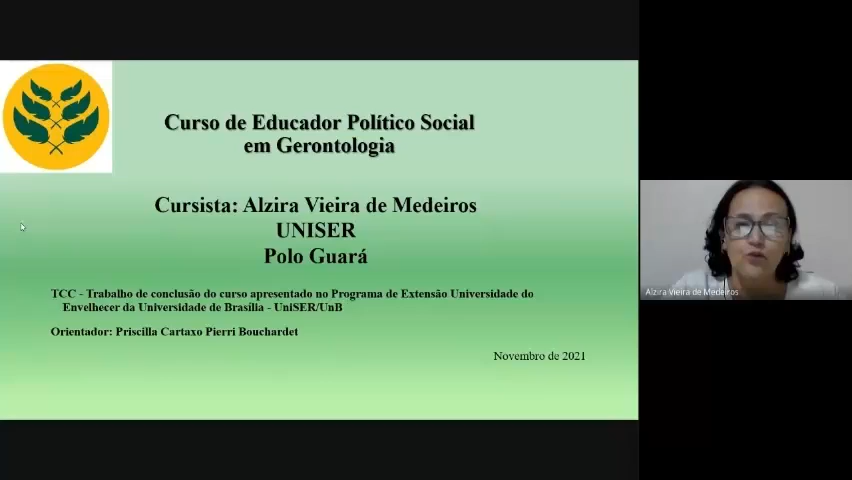 Curso de Educador Político Social
em Gerontologia
Cursista: Alzira Vieira de Medeiros
UNISER
Polo Guará
TCC - Trabalho de conclusão do curso apresentado no Programa de Extensão Universidade do
Envelhecer da Universidade de Brasília - UniSER/UnB
Orientador: Priscilla Cartaxo Pierri Bouchardet
Novembro de 2021
Alzira Vieira de Medeiros